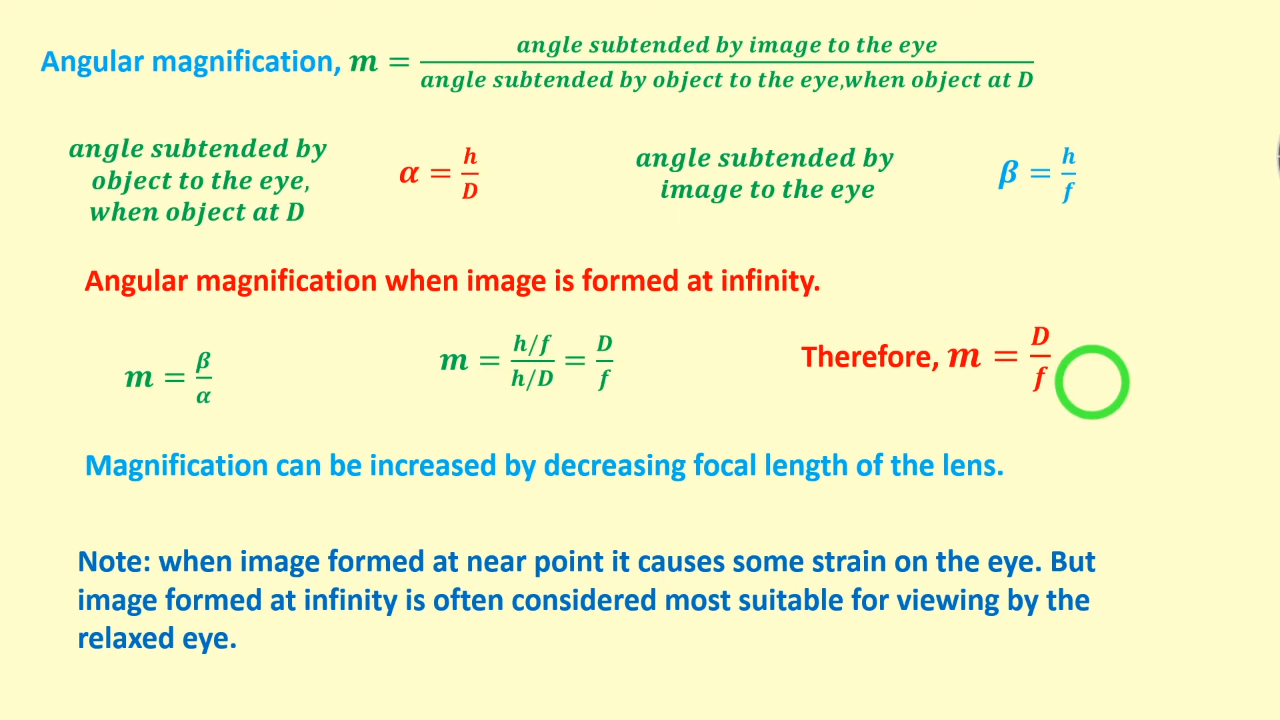 Angular magnification, m = angle subtended by image to the eye / angle subtended by object to the eye,when object at D
angle subtended by
object to the eye,
when object at D
α = h/D
angle subtended by
image to the eye
β = h/f
Angular magnification when image is formed at infinity.
m = β/α
m = h/f / h/D = D/f
Therefore, m = D/f
Magnification can be increased by decreasing focal length of the lens.
Note: when image formed at near point it causes some strain on the eye. But
image formed at infinity is often considered most suitable for viewing by the
relaxed eye.